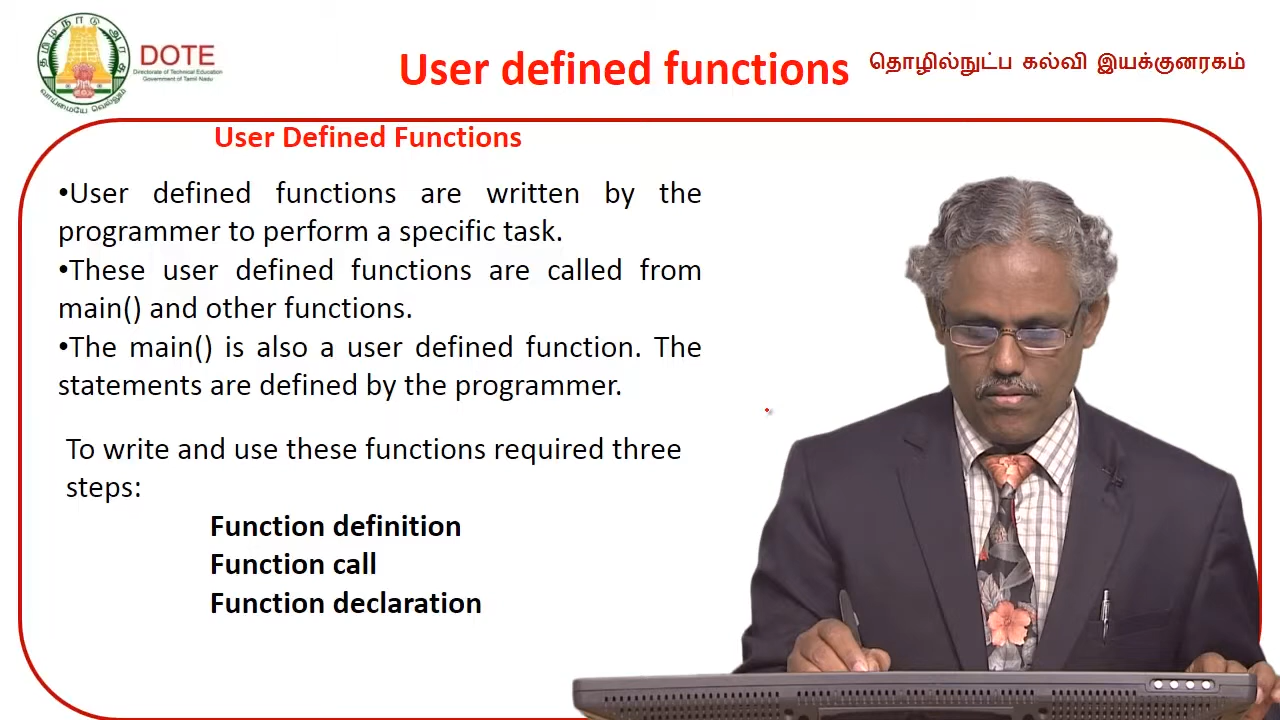 தமிழ்நாடு அரசு
வாய்மையே வெல்லும்
DOTE
Directorate of Technical Education
Government of Tamil Nadu
User defined functions
தொழில்நுட்ப கல்வி இயக்குனரகம்
User Defined Functions
•User defined functions are written by the
programmer to perform a specific task.
•These user defined functions are called from
main() and other functions.
•The main() is also a user defined function. The
statements are defined by the programmer.
To write and use these functions required three
steps:
Function definition
Function call
Function declaration